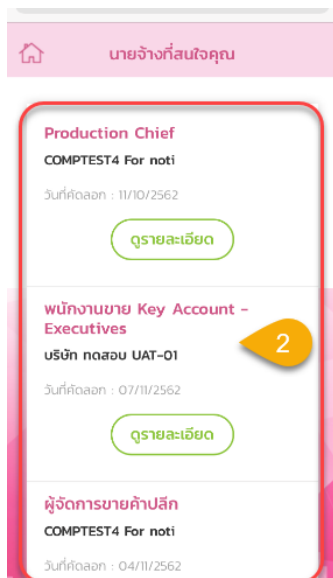 นายจ้างที่สนใจคุณ
Production Chief
COMPTEST4 For noti
วันที่คัดลอก : 11/10/2562
ดูรายละเอียด
พนักงานขาย Key Account -
Executives
บริษัท ทดสอบ UAT-01
2
วันที่คัดลอก : 07/11/2562
ดูรายละเอียด
ผู้จัดการขายค้าปลีก
COMPTEST4 For noti
วันที่คัดลอก : 04/11/2562